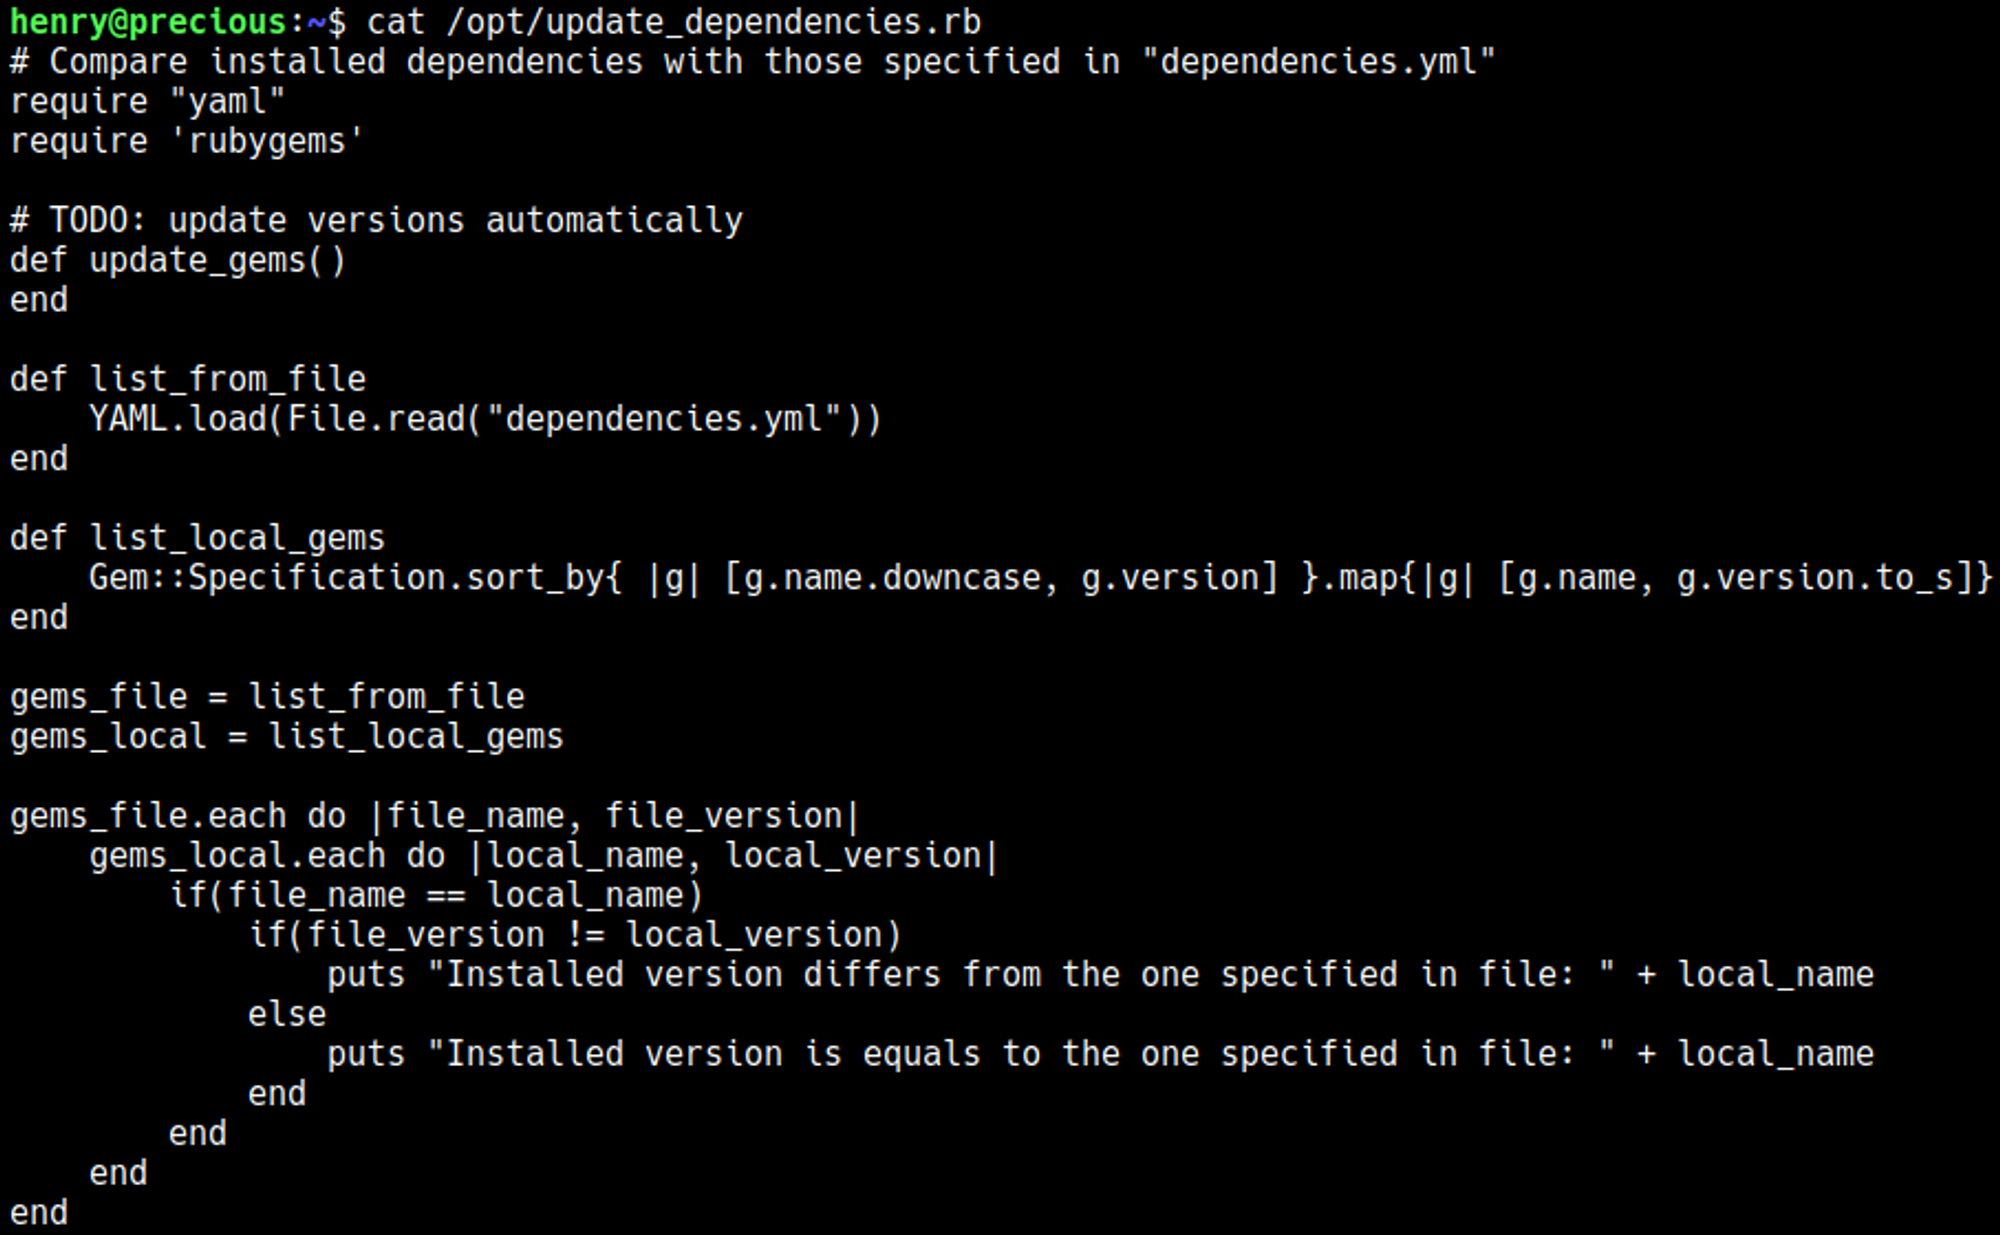 henry@precious:~$ cat /opt/update_dependencies.rb
# Compare installed dependencies with those specified in "dependencies.yml"
require "yaml"
require 'rubygems'

# TODO: update versions automatically
def update_gems()
end

def list_from_file
    YAML.load(File.read("dependencies.yml"))
end

def list_local_gems
    Gem::Specification.sort_by{ |g| [g.name.downcase, g.version] }.map{|g| [g.name, g.version.to_s]}
end

gems_file = list_from_file
gems_local = list_local_gems

gems_file.each do |file_name, file_version|
    gems_local.each do |local_name, local_version|
        if(file_name == local_name)
            if(file_version != local_version)
                puts "Installed version differs from the one specified in file: " + local_name
            else
                puts "Installed version is equals to the one specified in file: " + local_name
            end
        end
    end
end